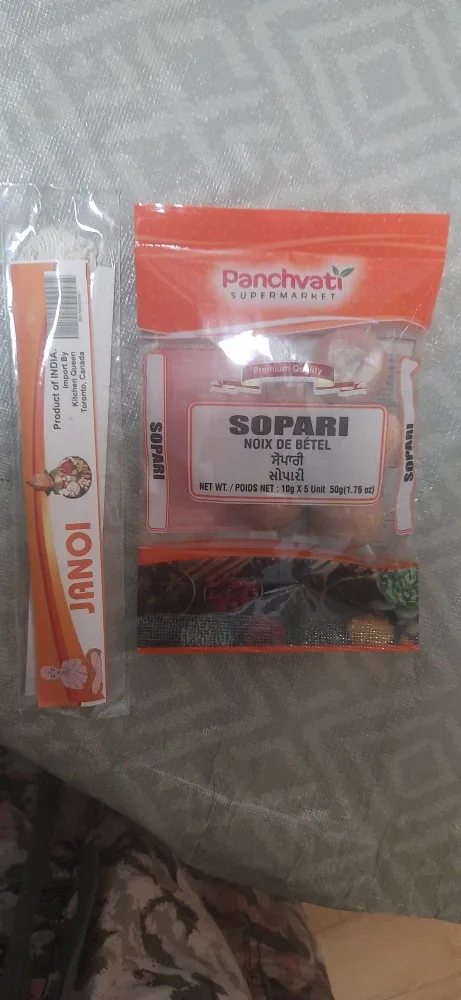 Product of INDIA.
Import By
Kitchen Queen
Toronto, Canada
JANOI
Panchvati
SUPERMARKET
Premium Quality
SOPARI
SOPARI
NOIX DE BÉTEL
ਸੋਪਾਰੀ
સોપારી
NET WT. / POIDS NET : 10g X 5 Unit 50g(1.76 oz)
SOPARI